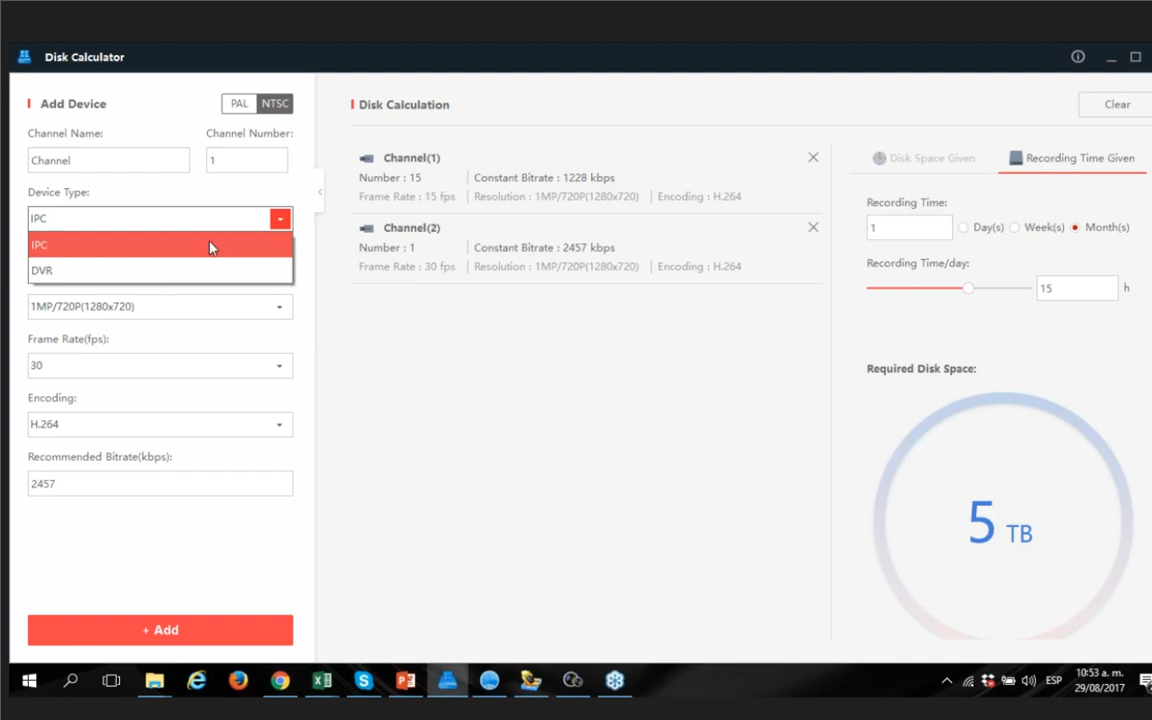 Disk Calculator
Add Device
PAL
NTSC
Channel Name:
Channel Number:
Channel
1
Device Type:
IPC
IPC
DVR
1MP/720P(1280x720)
Frame Rate(fps):
30
Encoding:
H.264
Recommended Bitrate(kbps):
2457
+ Add
Disk Calculation
Clear
Channel(1)
Number : 15
Constant Bitrate : 1228 kbps
Frame Rate : 15 fps
Resolution : 1MP/720P(1280x720)
Encoding : H.264
Channel(2)
Number : 1
Constant Bitrate : 2457 kbps
Frame Rate : 30 fps
Resolution : 1MP/720P(1280x720)
Encoding : H.264
Disk Space Given
Recording Time Given
Recording Time:
1
Day(s)
Week(s)
Month(s)
Recording Time/day:
15
h
Required Disk Space:
5 TB
ESP
10:53 a. m.
29/08/2017